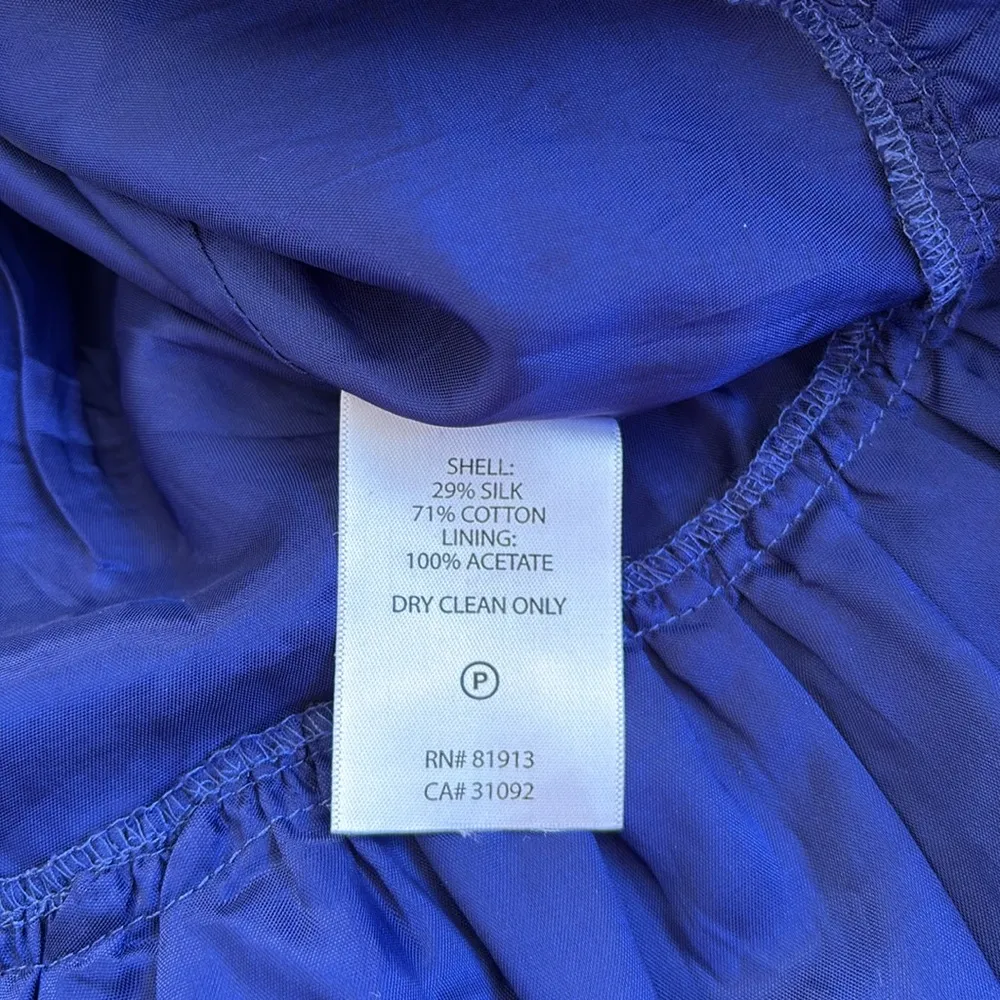 SHELL:
29% SILK
71% COTTON
LINING:
100% ACETATE
DRY CLEAN ONLY
P
RN# 81913
CA# 31092